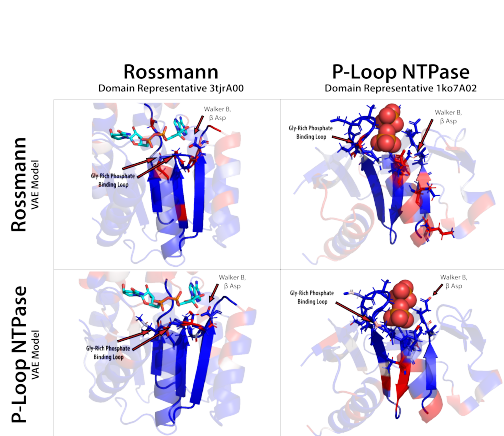 Rossmann
Domain Representative 3tjrA00
P-Loop NTPase
Domain Representative 1ko7A02
Rossmann
VAE Model
Walker B,
β Asp
Gly-Rich Phosphate
Binding Loop
Walker B,
β Asp
Gly-Rich Phosphate
Binding Loop
P-Loop NTPase
VAE Model
Walker B,
β Asp
Gly-Rich Phosphate
Binding Loop
Walker B,
β Asp
Gly-Rich Phosphate
Binding Loop